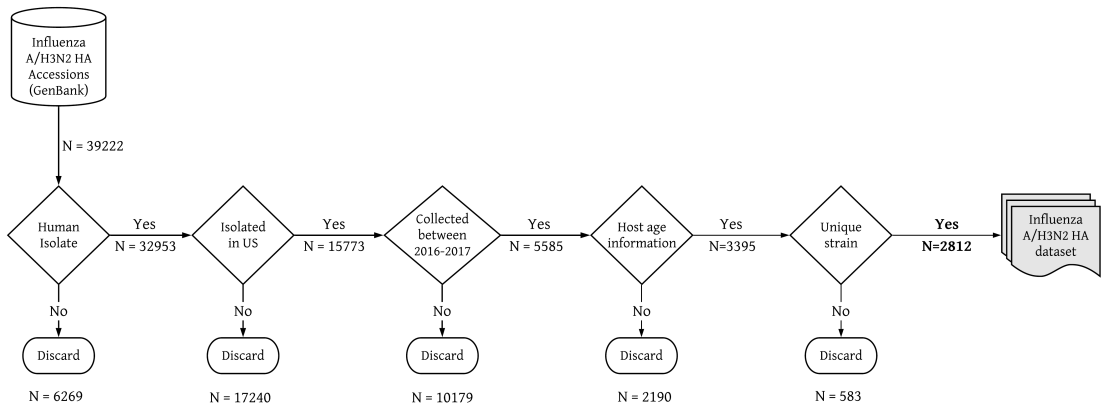 Influenza
A/H3N2 HA
Accessions
(GenBank)
N = 39222
Human
Isolate
Yes
N = 32953
Isolated
in US
Yes
N = 15773
Collected
between
2016-2017
Yes
N = 5585
Host age
information
Yes
N=3395
Unique
strain
Yes
N=2812
Influenza
A/H3N2 HA
dataset
No
No
No
No
No
Discard
Discard
Discard
Discard
Discard
N = 6269
N = 17240
N = 10179
N = 2190
N = 583